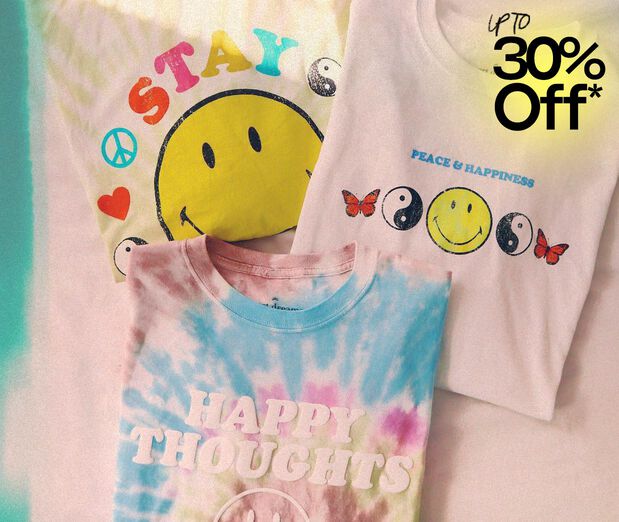 UP TO
30%
Off*
STAY
PEACE & HAPPINESS
HAPPY
THOUGHTS